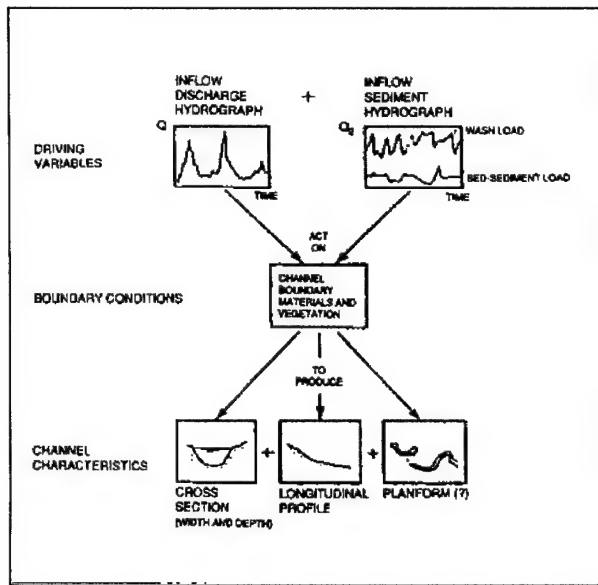 INFLOW
DISCHARGE
HYDROGRAPH
+
INFLOW
SEDIMENT
HYDROGRAPH
Q
Qs
WASH LOAD
BED-SEDIMENT LOAD
TIME
TIME
DRIVING
VARIABLES
ACT
ON
BOUNDARY CONDITIONS
CHANNEL
BOUNDARY
MATERIALS AND
VEGETATION
TO
PRODUCE
CHANNEL
CHARACTERISTICS
+
+
CROSS
SECTION
(WIDTH AND DEPTH)
LONGITUDINAL
PROFILE
PLANFORM (?)